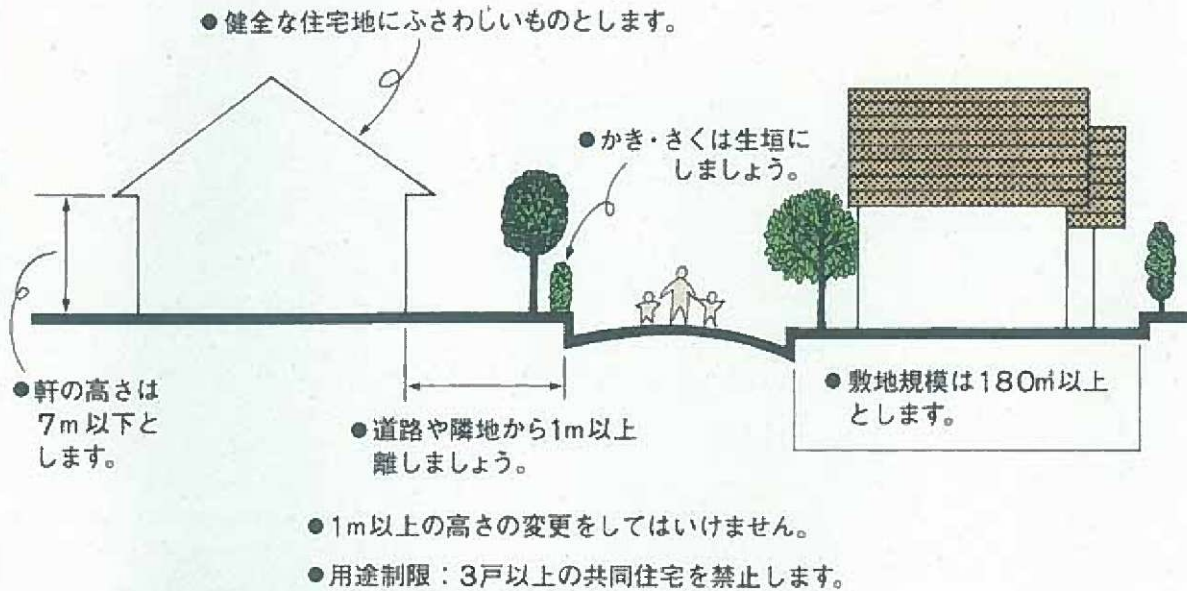 ●健全な住宅地にふさわしいものとします。
●かき・さくは生垣に
しましょう。
●軒の高さは
7m以下と
します。
●道路や隣地から1m以上
離しましょう。
●敷地規模は180㎡以上
とします。
●1m以上の高さの変更をしてはいけません。
●用途制限：3戸以上の共同住宅を禁止します。